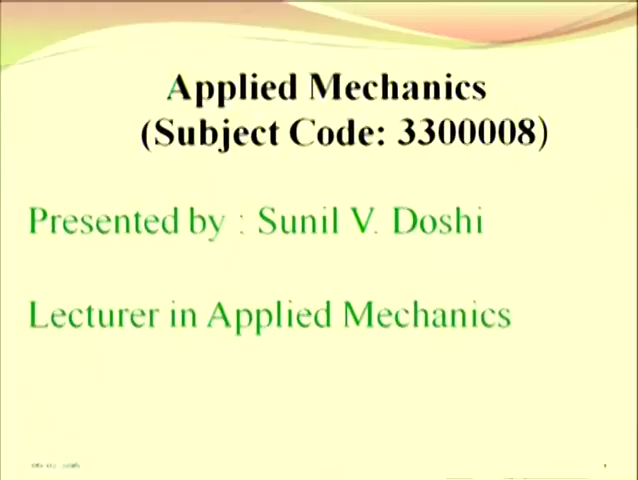 Applied Mechanics
(Subject Code: 3300008)
Presented by : Sunil V. Doshi
Lecturer in Applied Mechanics